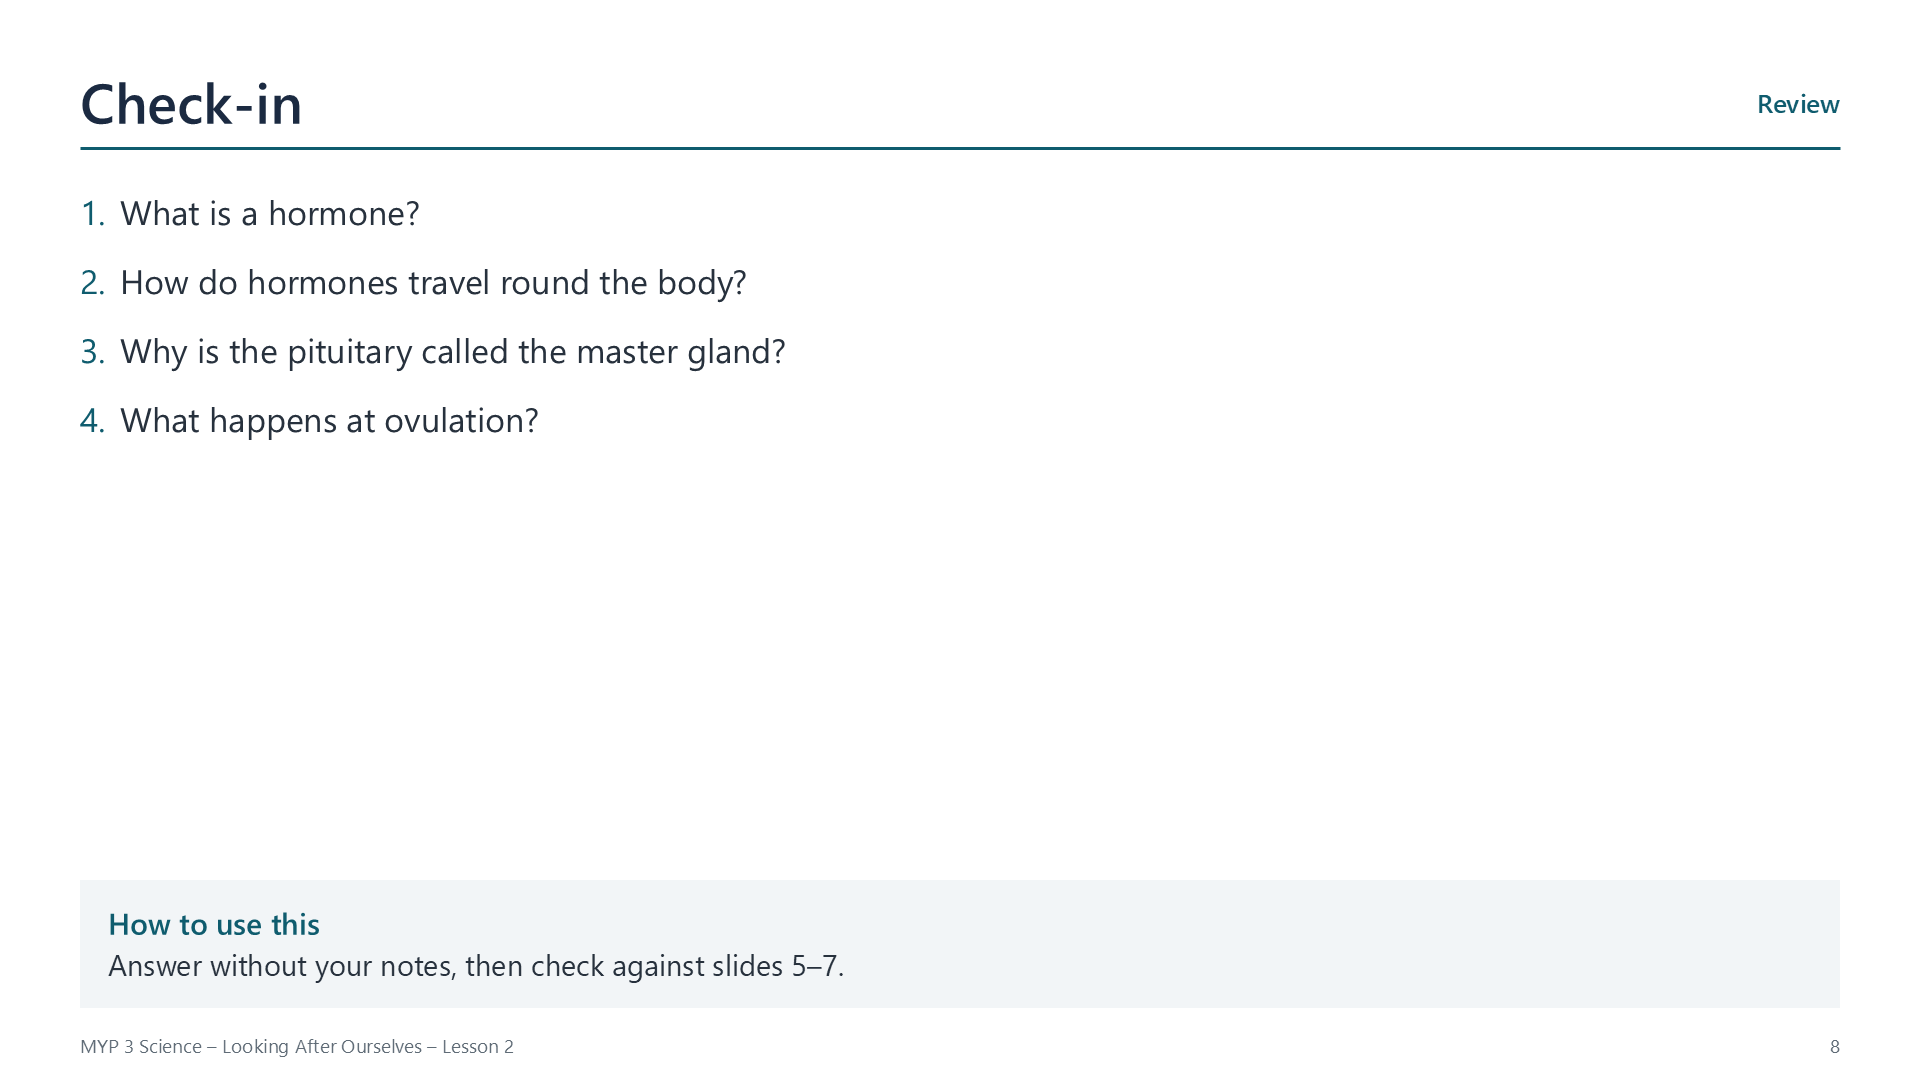 Check-in
Review
1. What is a hormone?
2. How do hormones travel round the body?
3. Why is the pituitary called the master gland?
4. What happens at ovulation?
How to use this
Answer without your notes, then check against slides 5–7.
MYP 3 Science – Looking After Ourselves – Lesson 2
8